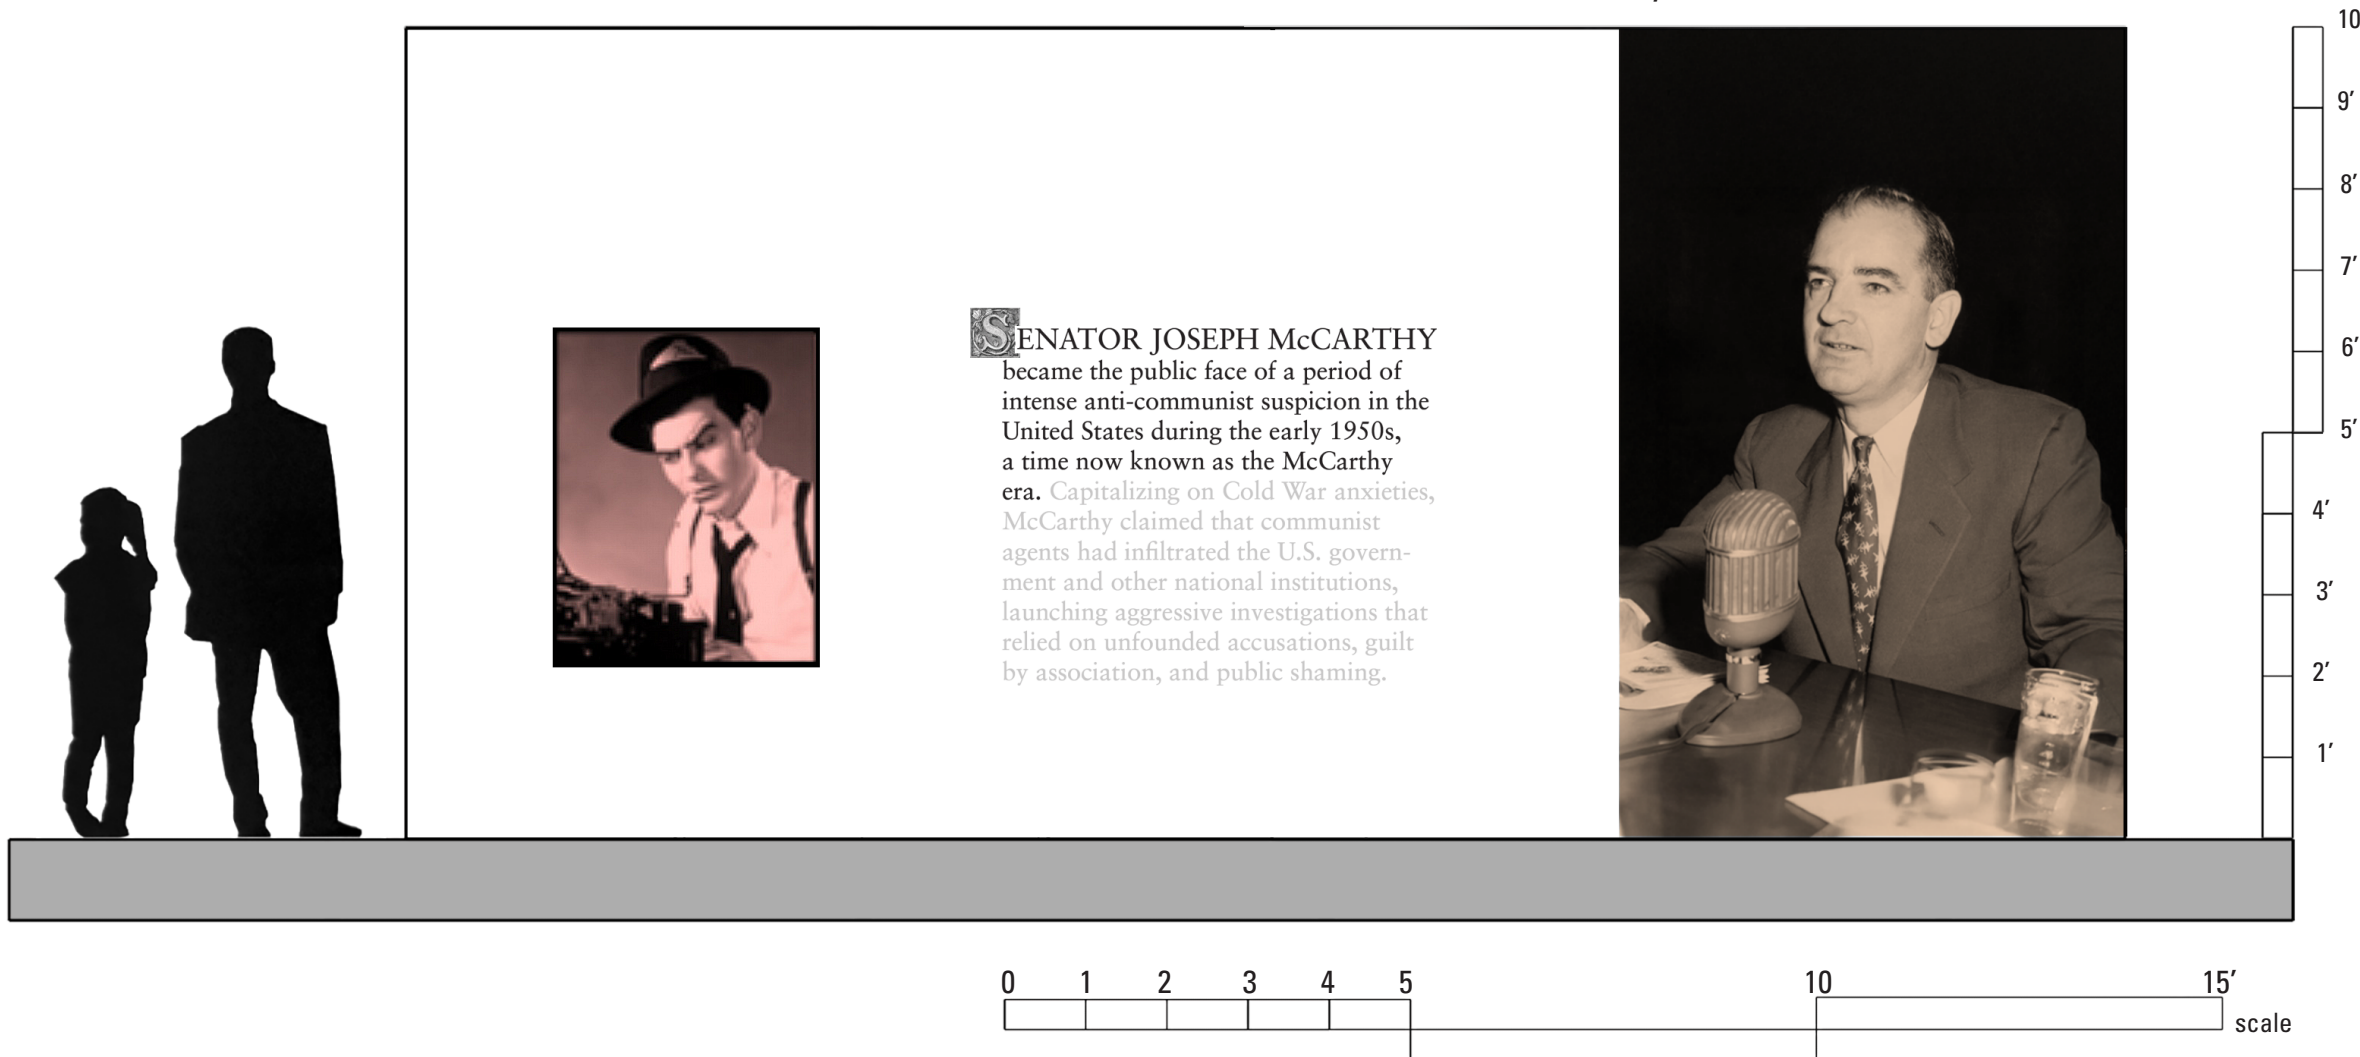 10
9′
8′
7′
6′
5′
4′
3′
2′
1′
SENATOR JOSEPH McCARTHY
became the public face of a period of
intense anti-communist suspicion in the
United States during the early 1950s,
a time now known as the McCarthy
era. Capitalizing on Cold War anxieties,
McCarthy claimed that communist
agents had infiltrated the U.S. govern-
ment and other national institutions,
launching aggressive investigations that
relied on unfounded accusations, guilt
by association, and public shaming.
0 1 2 3 4 5 10 15′
scale